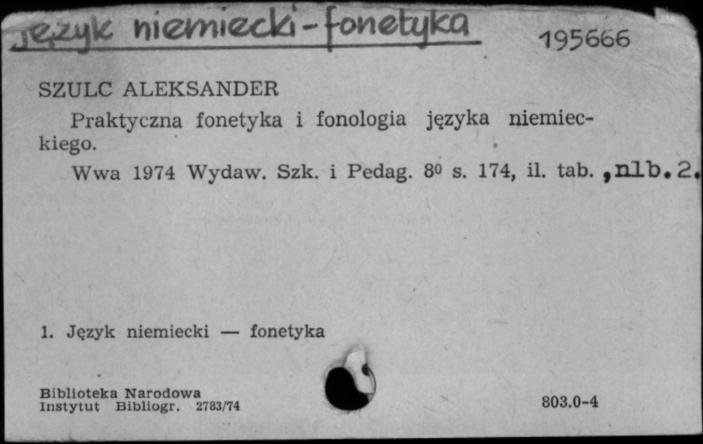 język niemiecki-fonetyka
195666
SZULC ALEKSANDER
Praktyczna fonetyka i fonologia języka niemiec-
kiego.
Wwa 1974 Wydaw. Szk. i Pedag. 8⁰ s. 174, il. tab. ,nlb.2.
1. Język niemiecki — fonetyka
Biblioteka Narodowa
Instytut Bibliogr. 2783/74
803.0-4